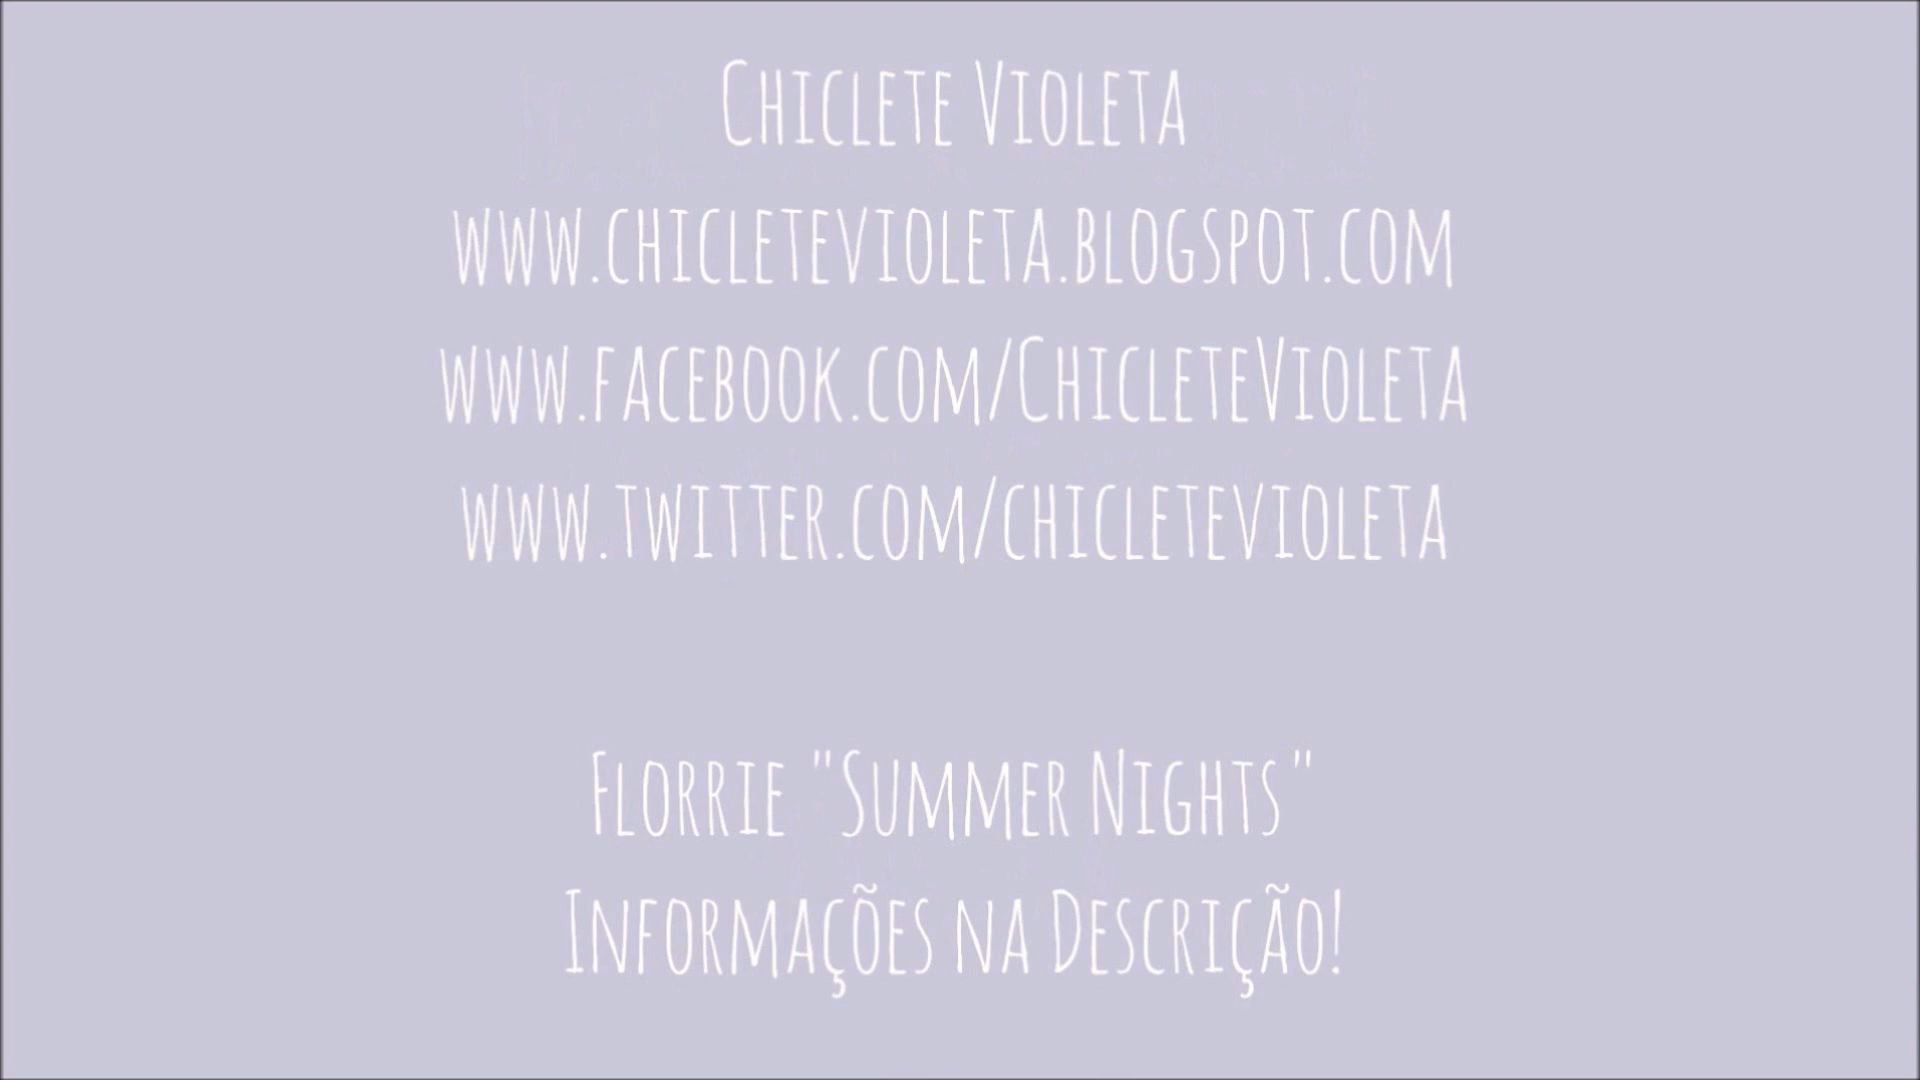 Chiclete Violeta
www.chicletevioleta.blogspot.com
www.facebook.com/ChicleteVioleta
www.twitter.com/chicletevioleta
Florrie "Summer Nights"
Informações na Descrição!